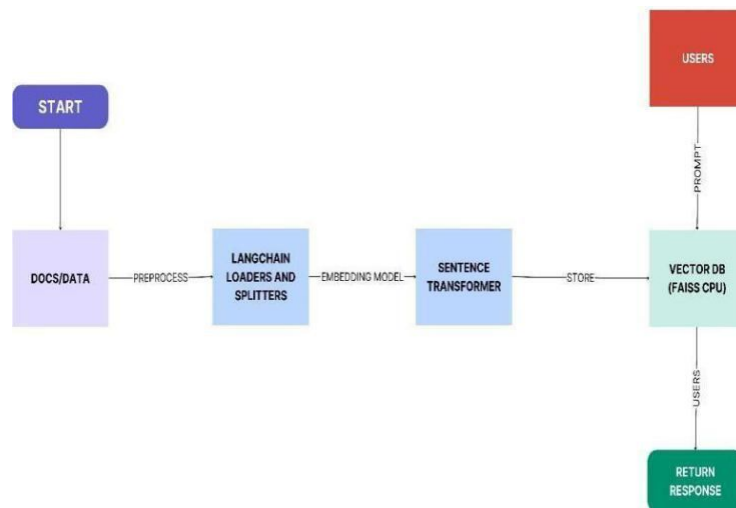 USERS
START
PROMPT
DOCS/DATA
PREPROCESS
LANGCHAIN
LOADERS AND
SPLITTERS
EMBEDDING MODEL
SENTENCE
TRANSFORMER
STORE
VECTOR DB
(FAISS CPU)
USERS
RETURN
RESPONSE